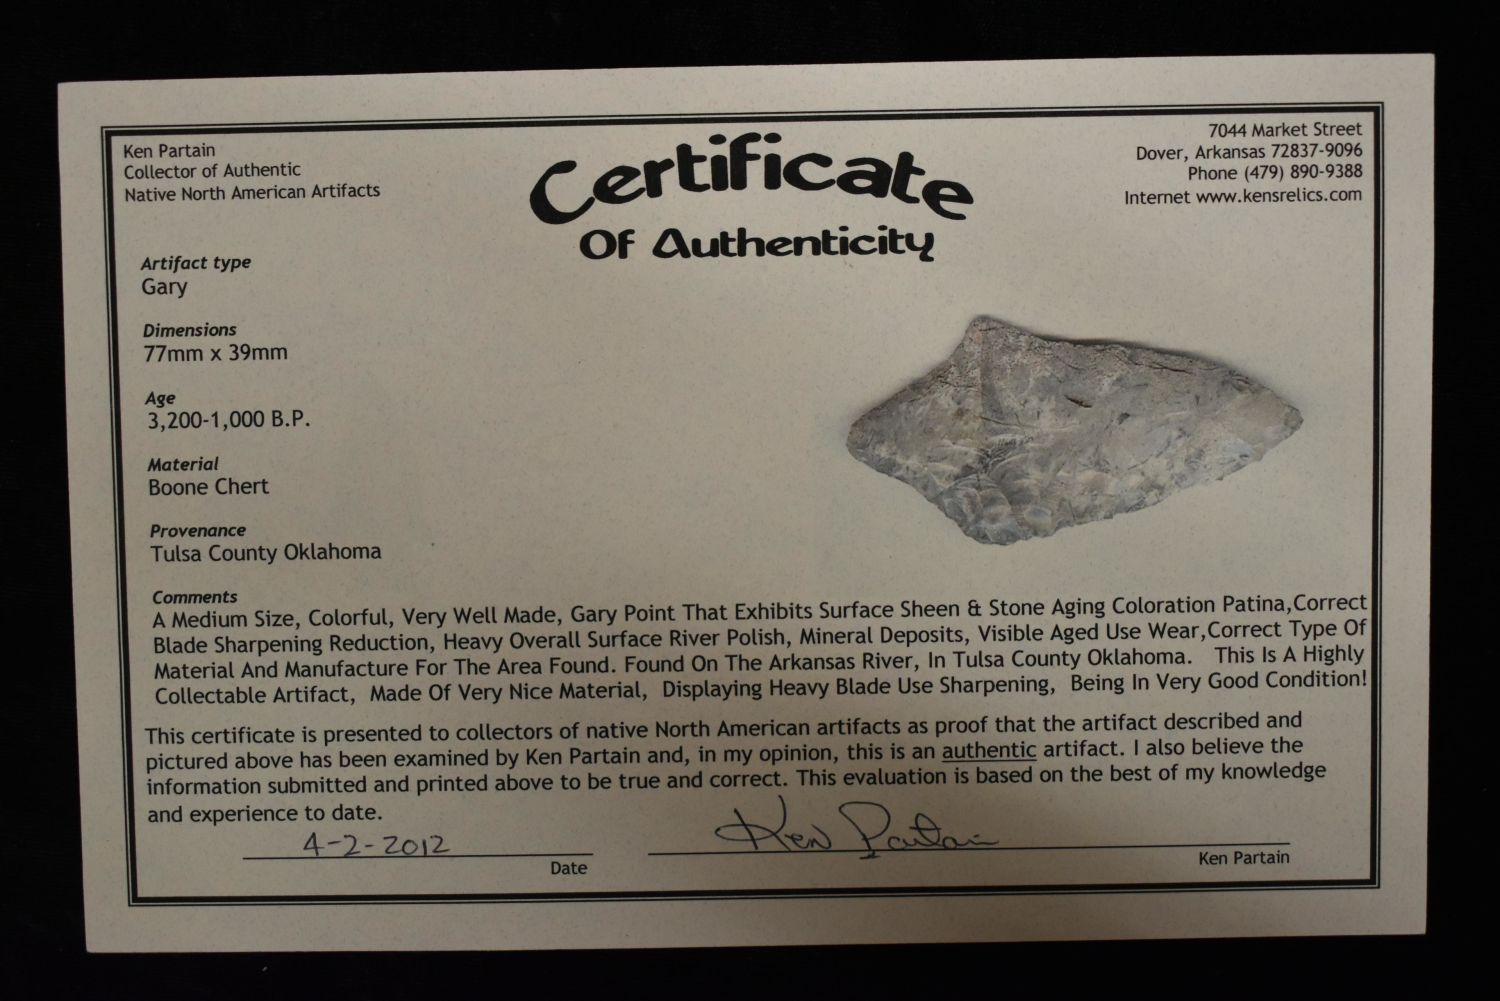 Ken Partain
Collector of Authentic
Native North American Artifacts
Certificate
Of Authenticity
7044 Market Street
Dover, Arkansas 72837-9096
Phone (479) 890-9388
Internet www.kensrelics.com
Artifact type
Gary
Dimensions
77mm x 39mm
Age
3,200-1,000 B.P.
Material
Boone Chert
Provenance
Tulsa County Oklahoma
Comments
A Medium Size, Colorful, Very Well Made, Gary Point That Exhibits Surface Sheen & Stone Aging Coloration Patina,Correct
Blade Sharpening Reduction, Heavy Overall Surface River Polish, Mineral Deposits, Visible Aged Use Wear,Correct Type Of
Material And Manufacture For The Area Found. Found On The Arkansas River, In Tulsa County Oklahoma. This Is A Highly
Collectable Artifact, Made Of Very Nice Material, Displaying Heavy Blade Use Sharpening, Being In Very Good Condition!
This certificate is presented to collectors of native North American artifacts as proof that the artifact described and
pictured above has been examined by Ken Partain and, in my opinion, this is an authentic artifact. I also believe the
information submitted and printed above to be true and correct. This evaluation is based on the best of my knowledge
and experience to date.
4-2-2012
Ken Partain
Date
Ken Partain